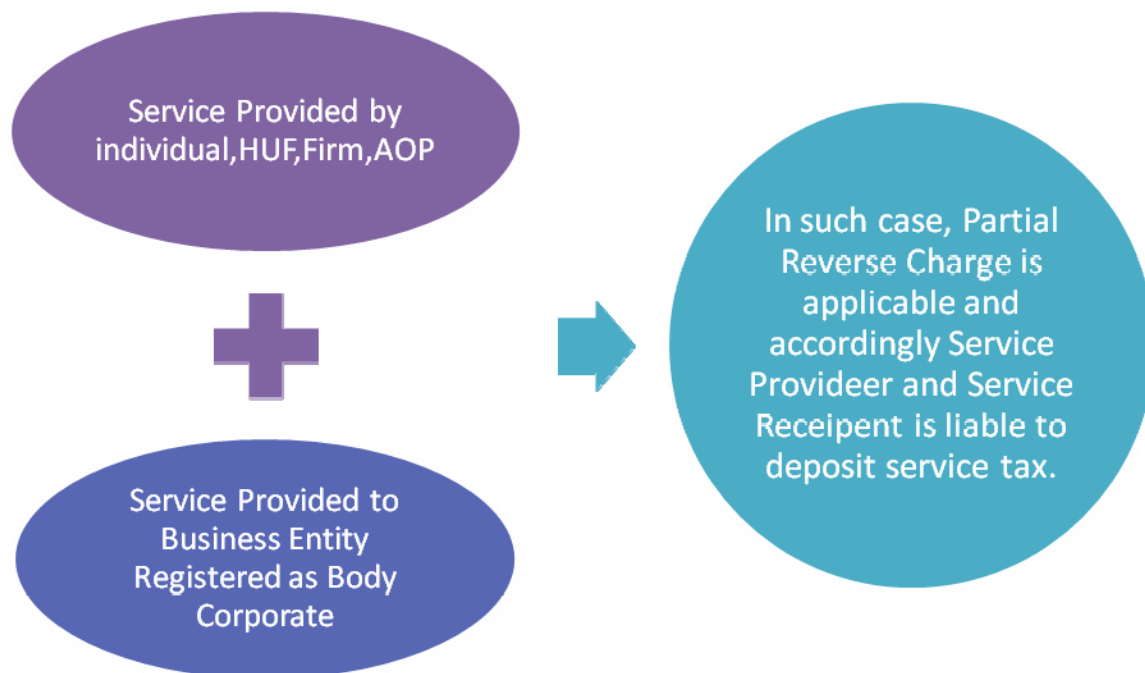 Service Provided by
individual,HUF,Firm,AOP
Service Provided to
Business Entity
Registered as Body
Corporate
In such case, Partial
Reverse Charge is
applicable and
accordingly Service
Provideer and Service
Receipent is liable to
deposit service tax.